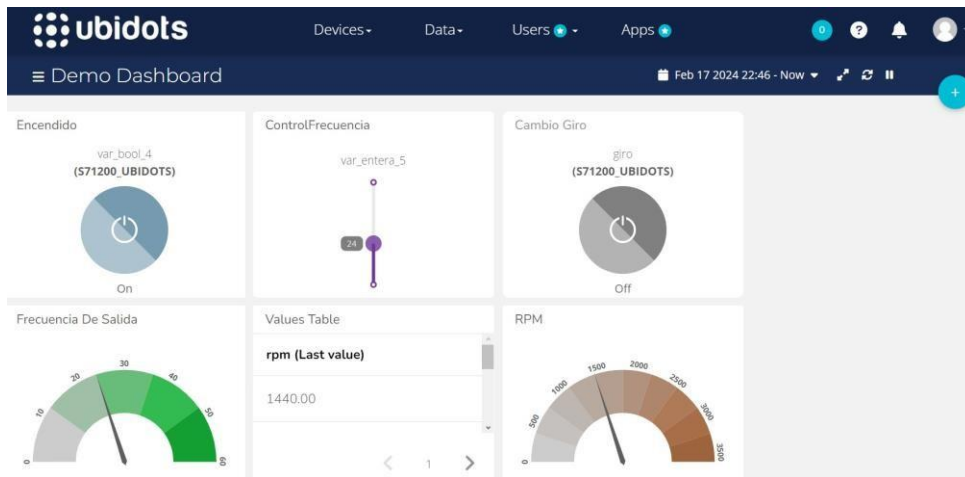 ubidots
Devices
Data
Users
Apps
0
?
Demo Dashboard
Feb 17 2024 22:46 - Now
+
Encendido
var_bool_4
(S71200_UBIDOTS)
On
ControlFrecuencia
var_entera_5
24
Cambio Giro
giro
(S71200_UBIDOTS)
Off
Frecuencia De Salida
0
10
20
30
40
50
60
Values Table
rpm (Last value)
1440.00
1
RPM
0
500
1000
1500
2000
2500
3000
3500